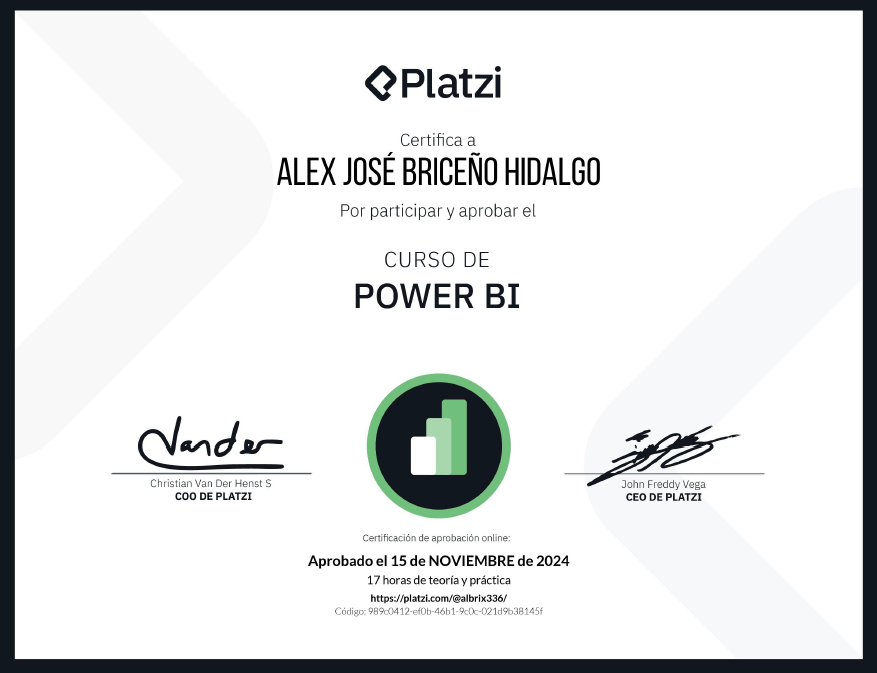 Platzi
Certifica a
ALEX JOSÉ BRICEÑO HIDALGO
Por participar y aprobar el
CURSO DE
POWER BI
Vander
Christian Van Der Henst S
COO DE PLATZI
John Freddy Vega
CEO DE PLATZI
Certificación de aprobación online:
Aprobado el 15 de NOVIEMBRE de 2024
17 horas de teoría y práctica
https://platzi.com/@albrix336/
Código: 989c0412-ef0b-46b1-9c0c-021d9b38145f